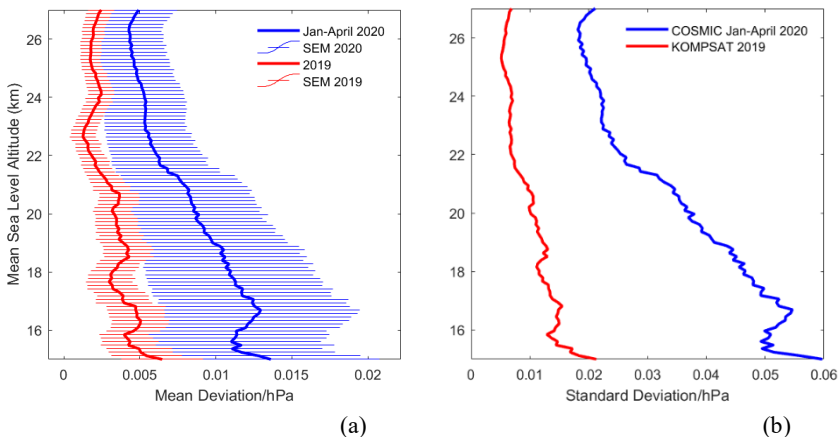 Jan-April 2020
SEM 2020
2019
SEM 2019
26
24
22
20
18
16
Mean Sea Level Altitude (km)
0
0.005
0.01
0.015
0.02
Mean Deviation/hPa
(a)
COSMIC Jan-April 2020
KOMPSAT 2019
26
24
22
20
18
16
0
0.01
0.02
0.03
0.04
0.05
0.06
Standard Deviation/hPa
(b)